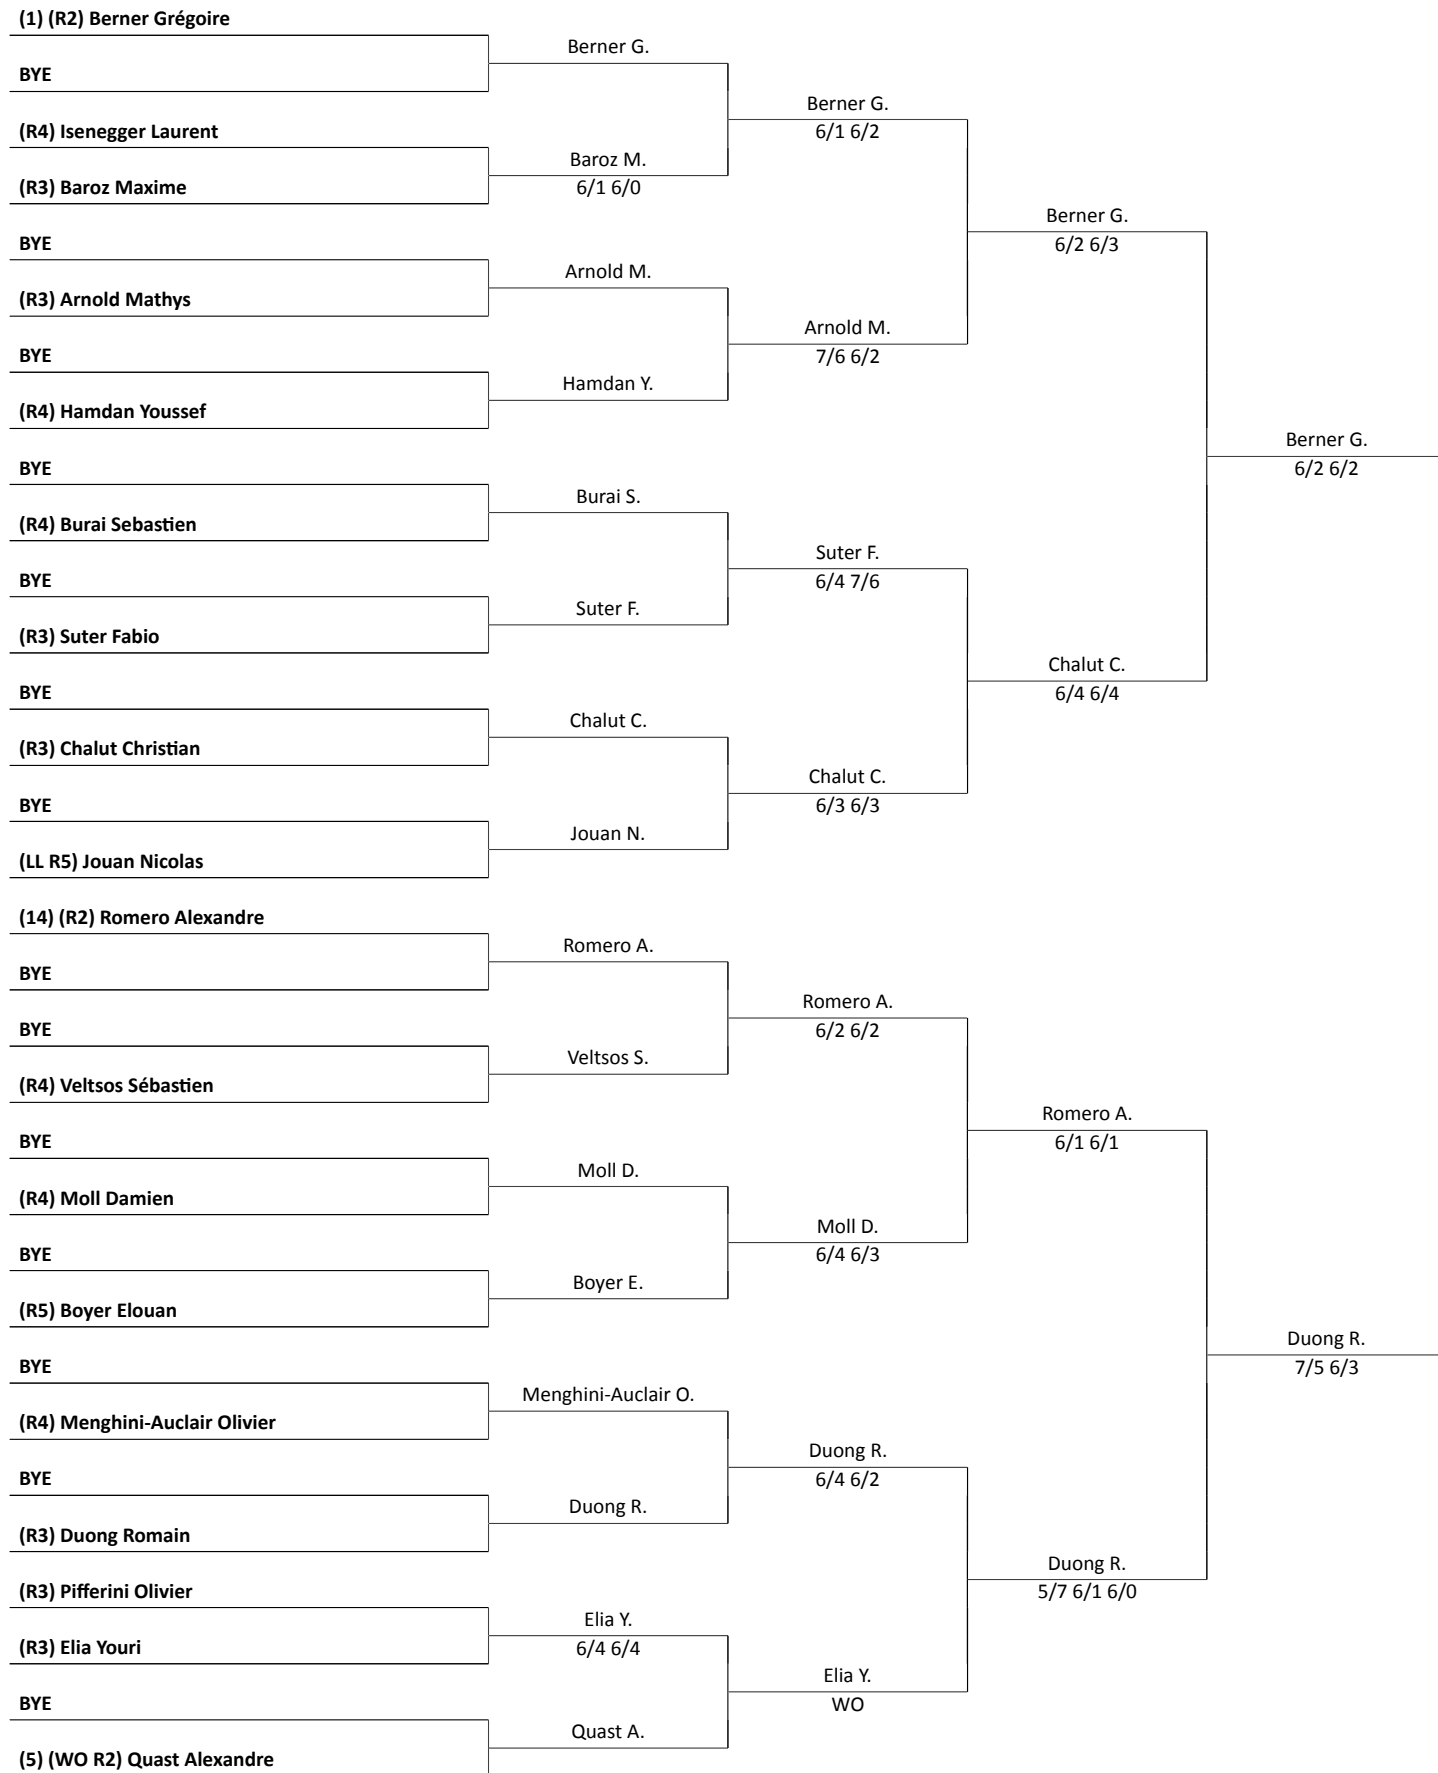 (1) (R2) Berner Grégoire
Berner G.
BYE
Berner G.
(R4) Isenegger Laurent
6/1 6/2
Baroz M.
(R3) Baroz Maxime
6/1 6/0
Berner G.
BYE
6/2 6/3
Arnold M.
(R3) Arnold Mathys
Arnold M.
BYE
7/6 6/2
Hamdan Y.
(R4) Hamdan Youssef
Berner G.
BYE
6/2 6/2
Burai S.
(R4) Burai Sebastien
Suter F.
BYE
6/4 7/6
Suter F.
(R3) Suter Fabio
Chalut C.
BYE
6/4 6/4
Chalut C.
(R3) Chalut Christian
Chalut C.
BYE
6/3 6/3
Jouan N.
(LL R5) Jouan Nicolas
(14) (R2) Romero Alexandre
Romero A.
BYE
Romero A.
BYE
6/2 6/2
Veltsos S.
(R4) Veltsos Sébastien
Romero A.
BYE
6/1 6/1
Moll D.
(R4) Moll Damien
Moll D.
BYE
6/4 6/3
Boyer E.
(R5) Boyer Elouan
Duong R.
BYE
7/5 6/3
Menghini-Auclair O.
(R4) Menghini-Auclair Olivier
Duong R.
BYE
6/4 6/2
Duong R.
(R3) Duong Romain
Duong R.
(R3) Pifferini Olivier
5/7 6/1 6/0
Elia Y.
(R3) Elia Youri
6/4 6/4
Elia Y.
BYE
WO
Quast A.
(5) (WO R2) Quast Alexandre